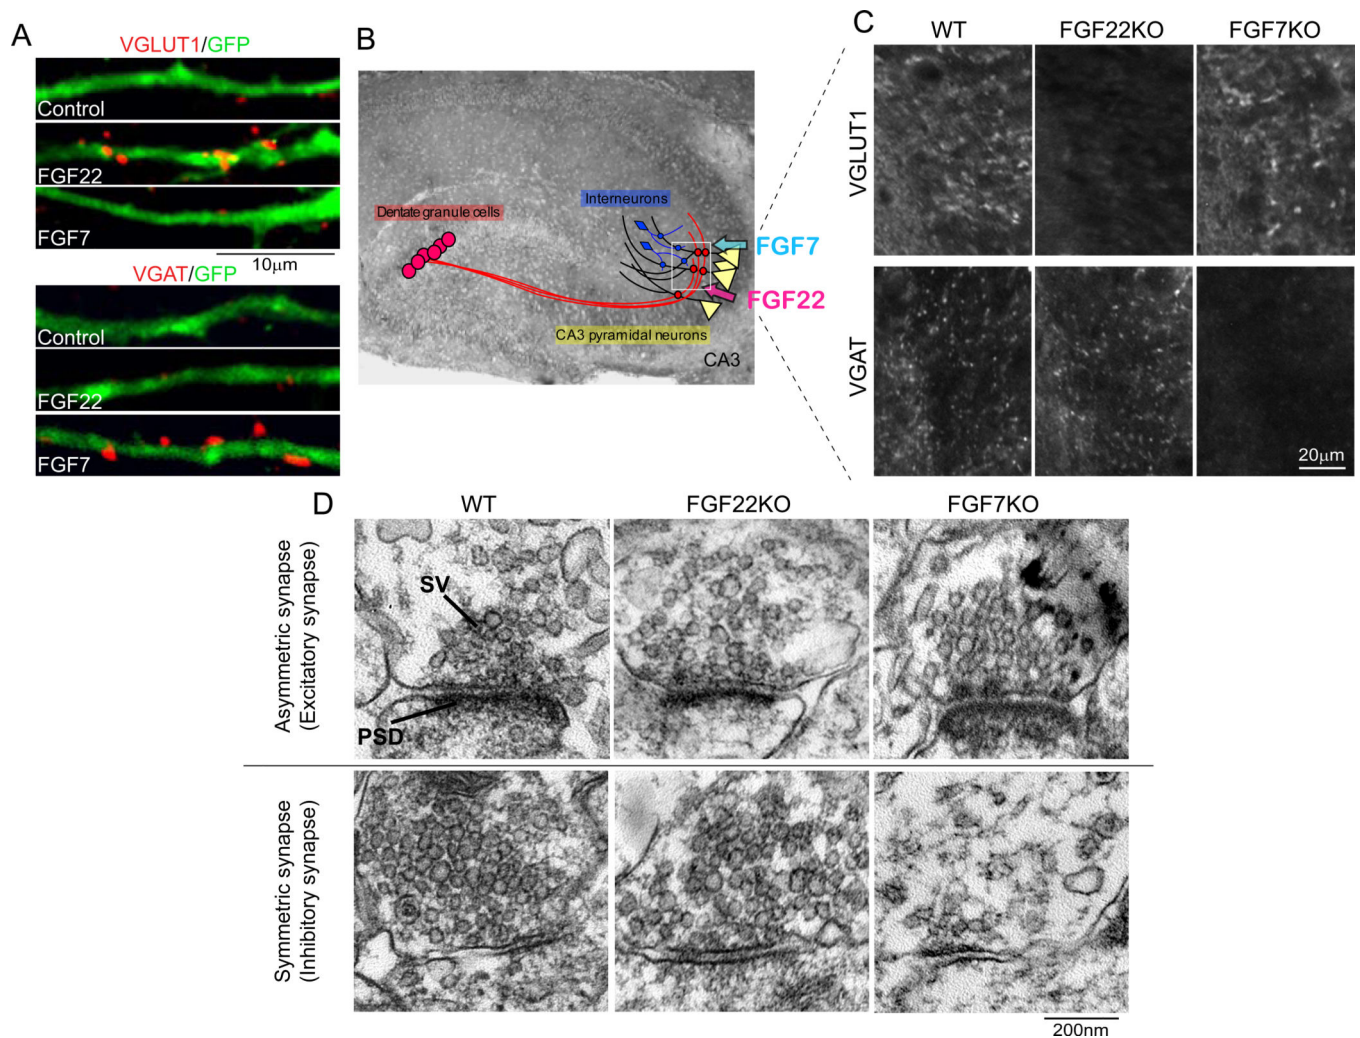 A
VGLUT1/GFP
Control
FGF22
FGF7
10μm
VGAT/GFP
Control
FGF22
FGF7
B
Dentate granule cells
Interneurons
FGF7
FGF22
CA3 pyramidal neurons
CA3
C
WT
FGF22KO
FGF7KO
VGLUT1
VGAT
20μm
D
WT
FGF22KO
FGF7KO
Asymmetric synapse
(Excitatory synapse)
SV
PSD
Symmetric synapse
(Inhibitory synapse)
200nm